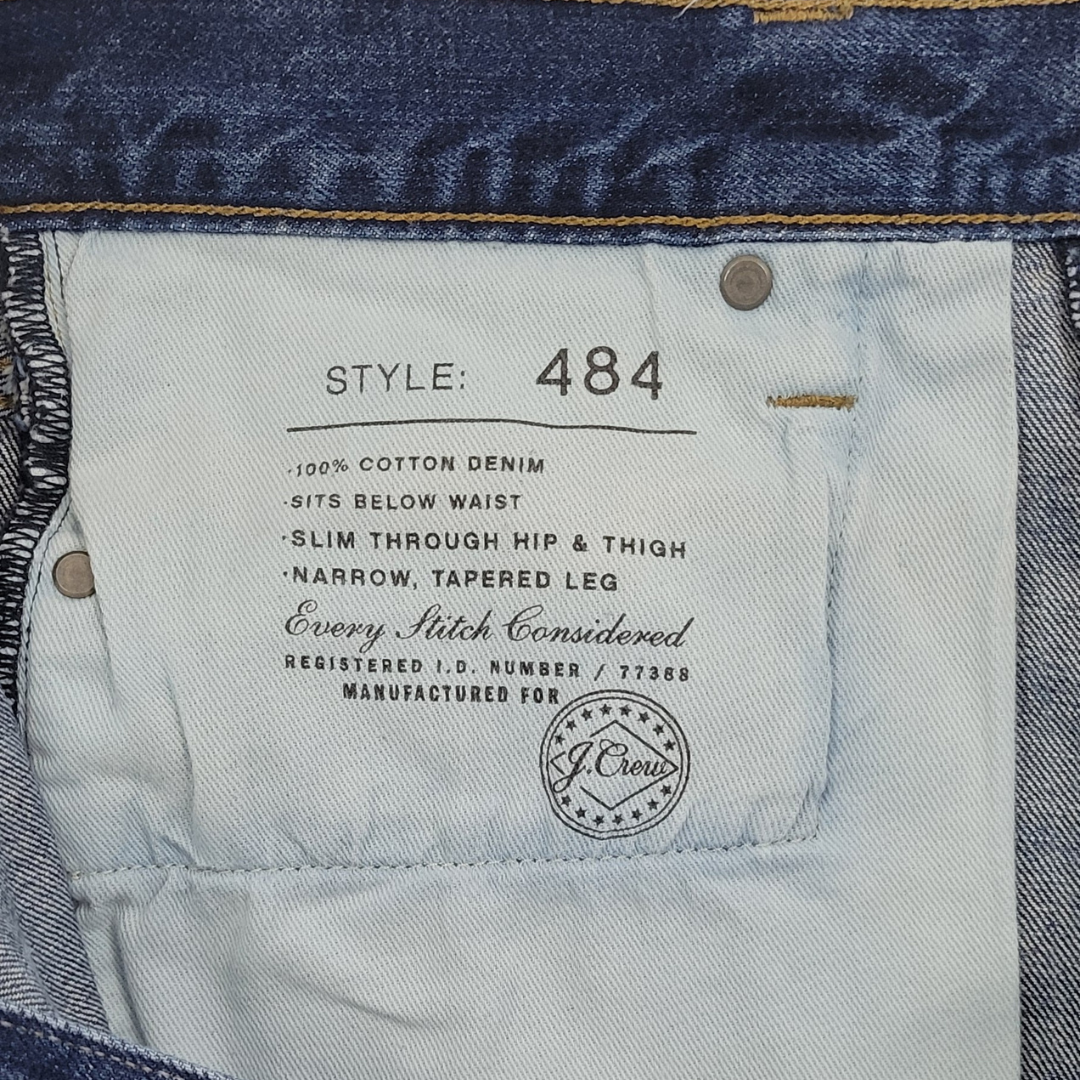 STYLE: 484
·100% COTTON DENIM
·SITS BELOW WAIST
·SLIM THROUGH HIP & THIGH
·NARROW, TAPERED LEG
Every Stitch Considered
REGISTERED I.D. NUMBER / 77388
MANUFACTURED FOR
J.Crew